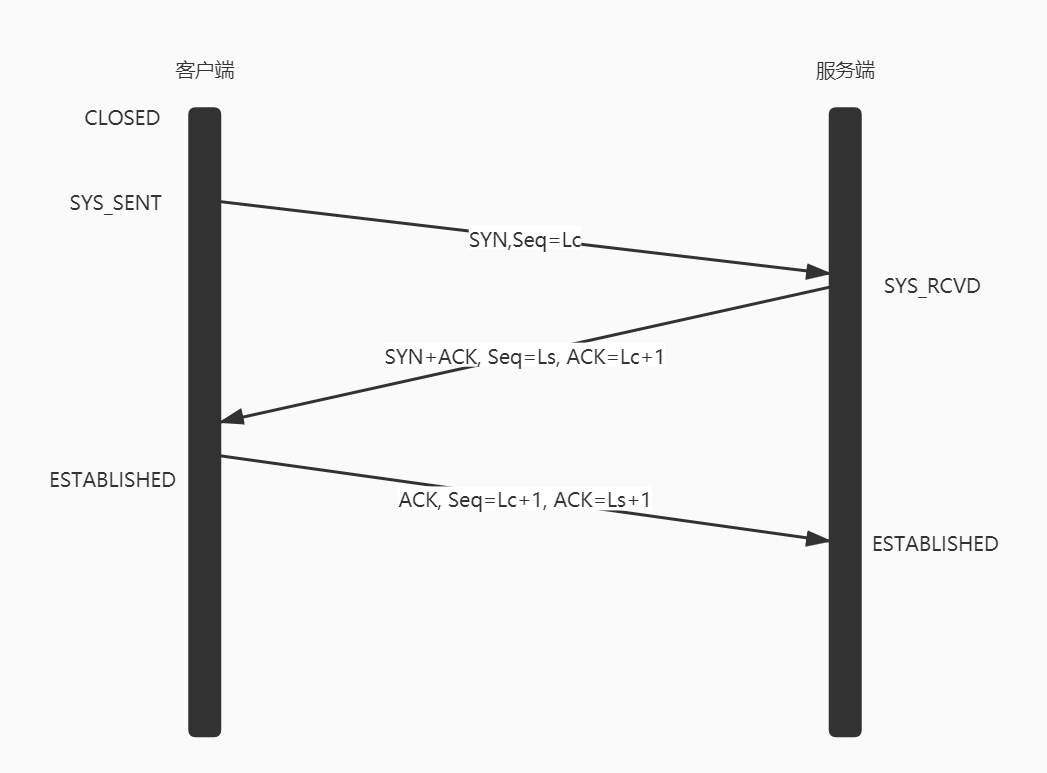 客户端
服务端
CLOSED
SYS_SENT
SYN,Seq=Lc
SYS_RCVD
SYN+ACK, Seq=Ls, ACK=Lc+1
ESTABLISHED
ACK, Seq=Lc+1, ACK=Ls+1
ESTABLISHED